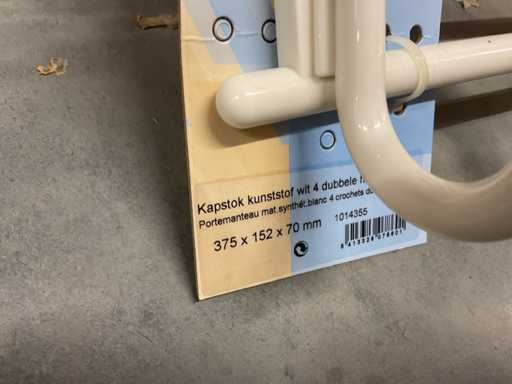 Kapstok kunststof wit 4 dubbele
Portemanteau mat.synthét.blanc 4 crochets
375 x 152 x 70 mm
1014355